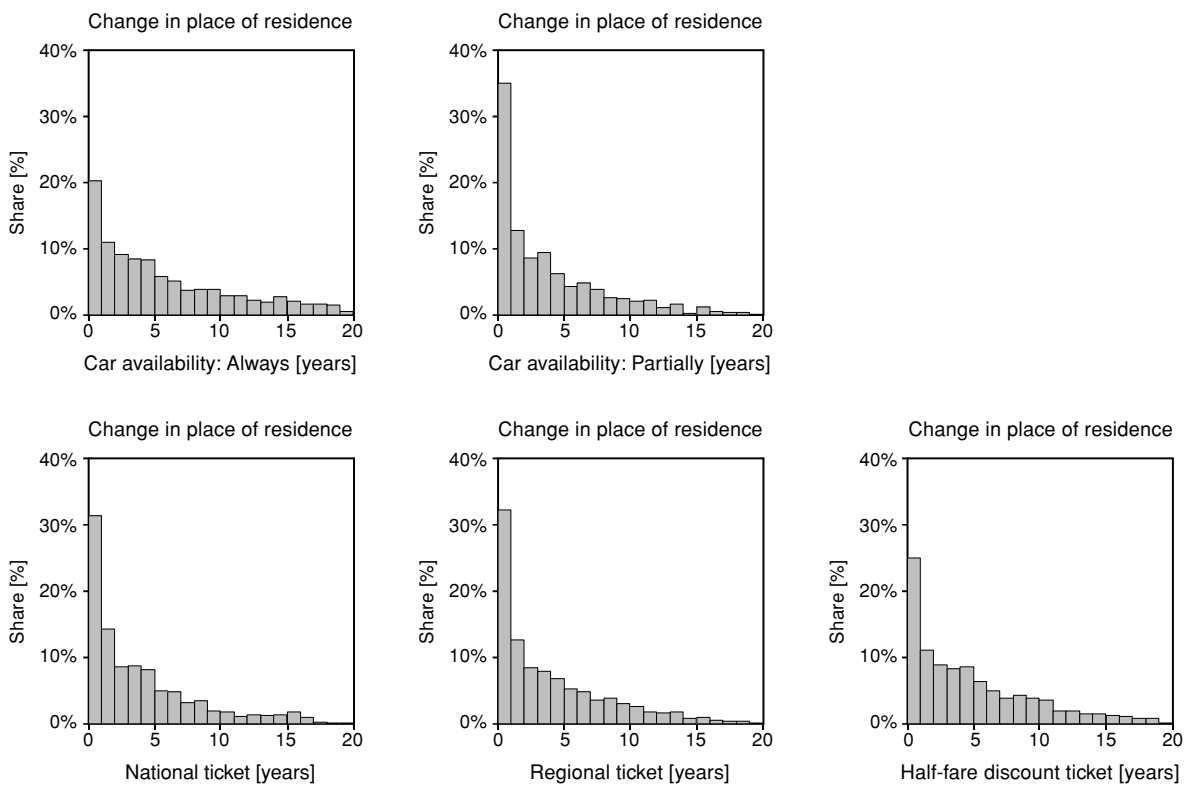 Change in place of residence
40%
30%
20%
10%
0%
Share [%]
0 5 10 15 20
Car availability: Always [years]
Change in place of residence
40%
30%
20%
10%
0%
Share [%]
0 5 10 15 20
Car availability: Partially [years]
Change in place of residence
40%
30%
20%
10%
0%
Share [%]
0 5 10 15 20
National ticket [years]
Change in place of residence
40%
30%
20%
10%
0%
Share [%]
0 5 10 15 20
Regional ticket [years]
Change in place of residence
40%
30%
20%
10%
0%
Share [%]
0 5 10 15 20
Half-fare discount ticket [years]